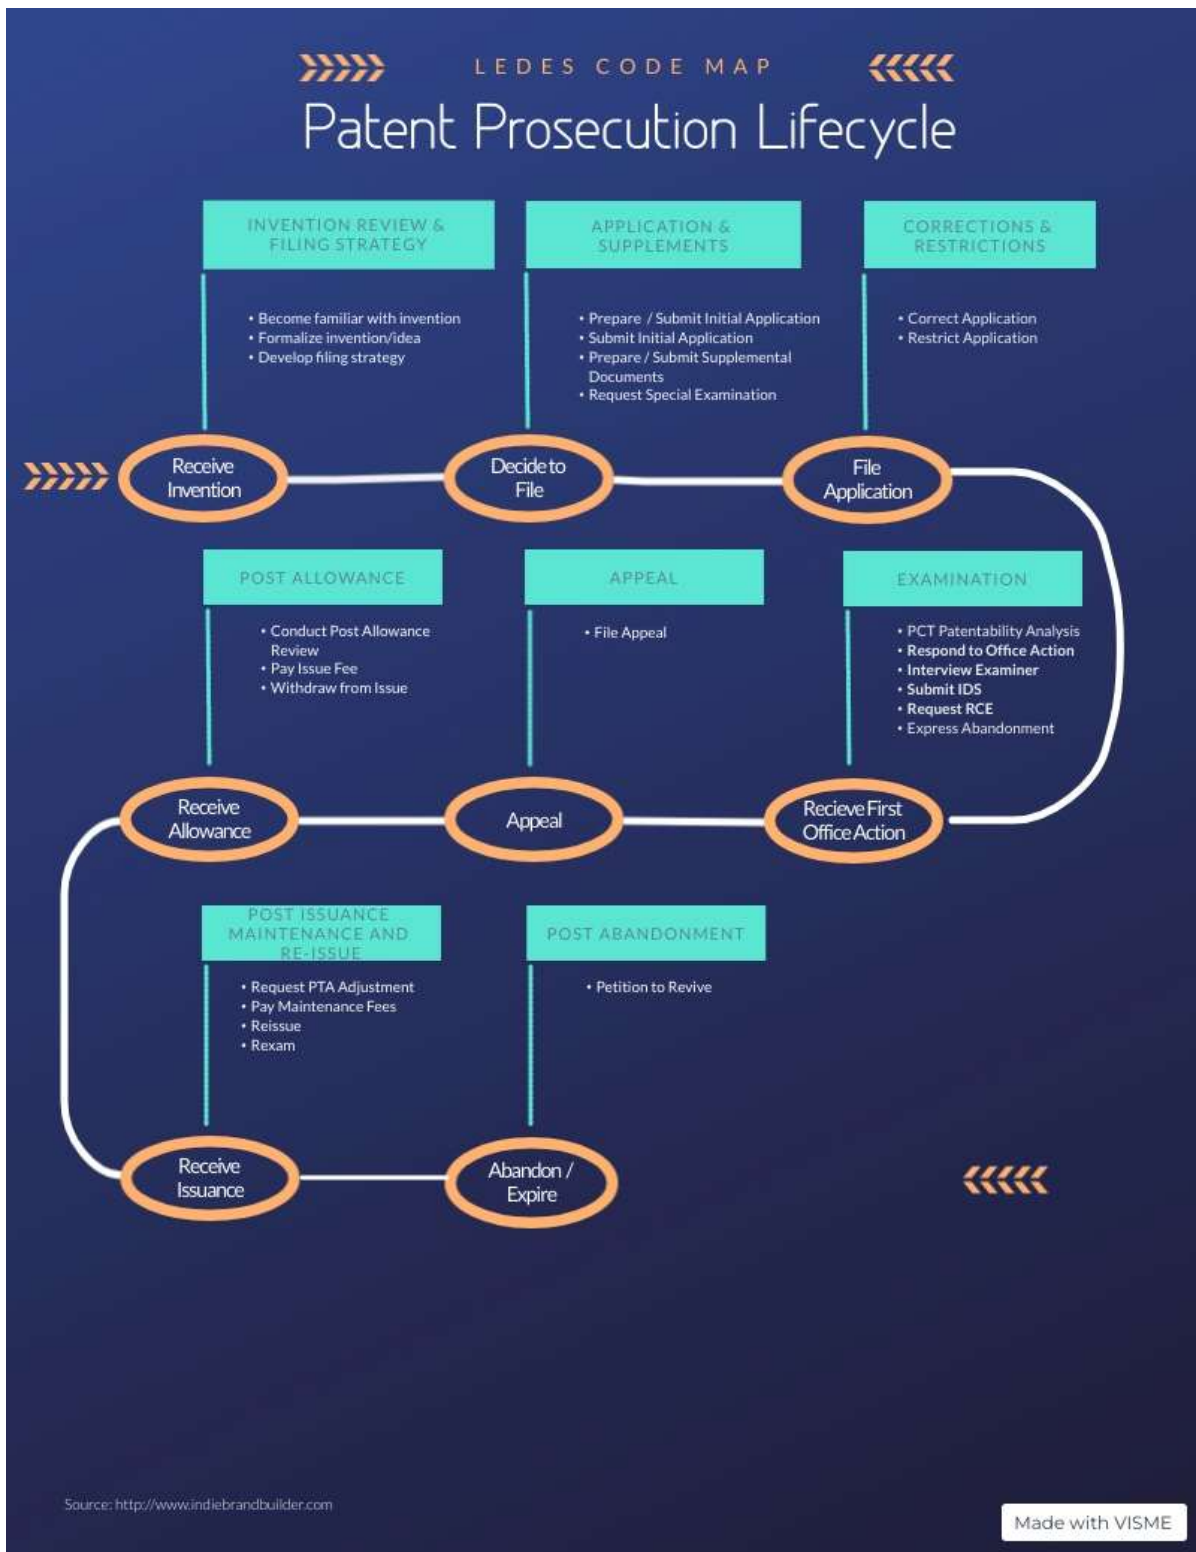 LEDES CODE MAP
Patent Prosecution Lifecycle
INVENTION REVIEW &
FILING STRATEGY
• Become familiar with invention
• Formalize invention/idea
• Develop filing strategy
Receive
Invention
APPLICATION &
SUPPLEMENTS
• Prepare / Submit Initial Application
• Submit Initial Application
• Prepare / Submit Supplemental
Documents
• Request Special Examination
Decide to
File
CORRECTIONS &
RESTRICTIONS
• Correct Application
• Restrict Application
File
Application
EXAMINATION
• PCT Patentability Analysis
• Respond to Office Action
• Interview Examiner
• Submit IDS
• Request RCE
• Express Abandonment
Recieve First
Office Action
APPEAL
• File Appeal
Appeal
POST ALLOWANCE
• Conduct Post Allowance
Review
• Pay Issue Fee
• Withdraw from Issue
Receive
Allowance
POST ISSUANCE
MAINTENANCE AND
RE-ISSUE
• Request PTA Adjustment
• Pay Maintenance Fees
• Reissue
• Rexam
Receive
Issuance
POST ABANDONMENT
• Petition to Revive
Abandon /
Expire
Source: http://www.indiebrandbuilder.com
Made with VISME